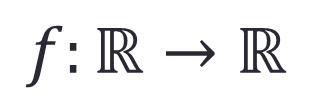 f: ℝ → ℝ